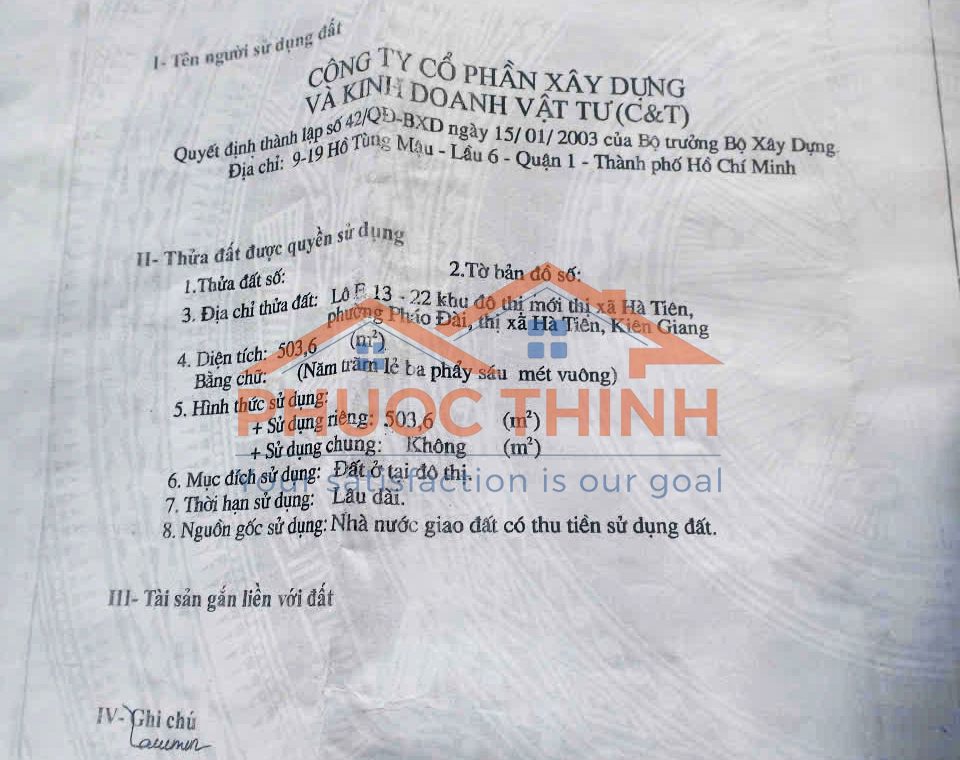 I- Tên người sử dụng đất
CÔNG TY CỔ PHẦN XÂY DỰNG
VÀ KINH DOANH VẬT TƯ (C&T)
Quyết định thành lập số 42/QĐ-BXD ngày 15/01/2003 của Bộ trưởng Bộ Xây Dựng.
Địa chỉ: 9-19 Hồ Tùng Mậu - Lầu 6 - Quận 1 - Thành phố Hồ Chí Minh
II- Thửa đất được quyền sử dụng
1.Thửa đất số: 2.Tờ bản đồ số:
3. Địa chỉ thửa đất: Lô 13 - 22 khu đô thị mới thị xã Hà Tiên,
phường Pháo Đài, thị xã Hà Tiên, Kiên Giang
4. Diện tích: 503,6 (m²)
Bằng chữ: (Năm trăm lẻ ba phẩy sáu mét vuông)
5. Hình thức sử dụng:
+ Sử dụng riêng: 503,6 (m²)
+ Sử dụng chung: Không (m²)
PHUOC THINH
6. Mục đích sử dụng: Đất ở tại đô thị.
Your satisfaction is our goal
7. Thời hạn sử dụng: Lâu dài.
8. Nguồn gốc sử dụng: Nhà nước giao đất có thu tiền sử dụng đất.
III- Tài sản gắn liền với đất
IV- Ghi chú